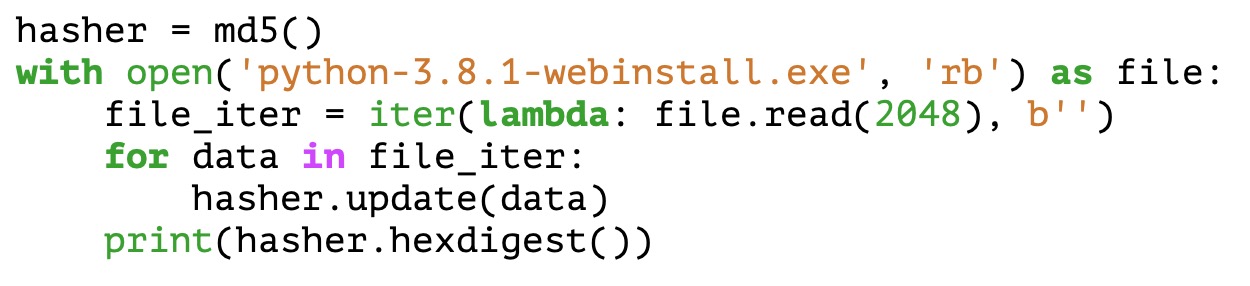 hasher = md5()
with open('python-3.8.1-webinstall.exe', 'rb') as file:
    file_iter = iter(lambda: file.read(2048), b'')
    for data in file_iter:
        hasher.update(data)
    print(hasher.hexdigest())